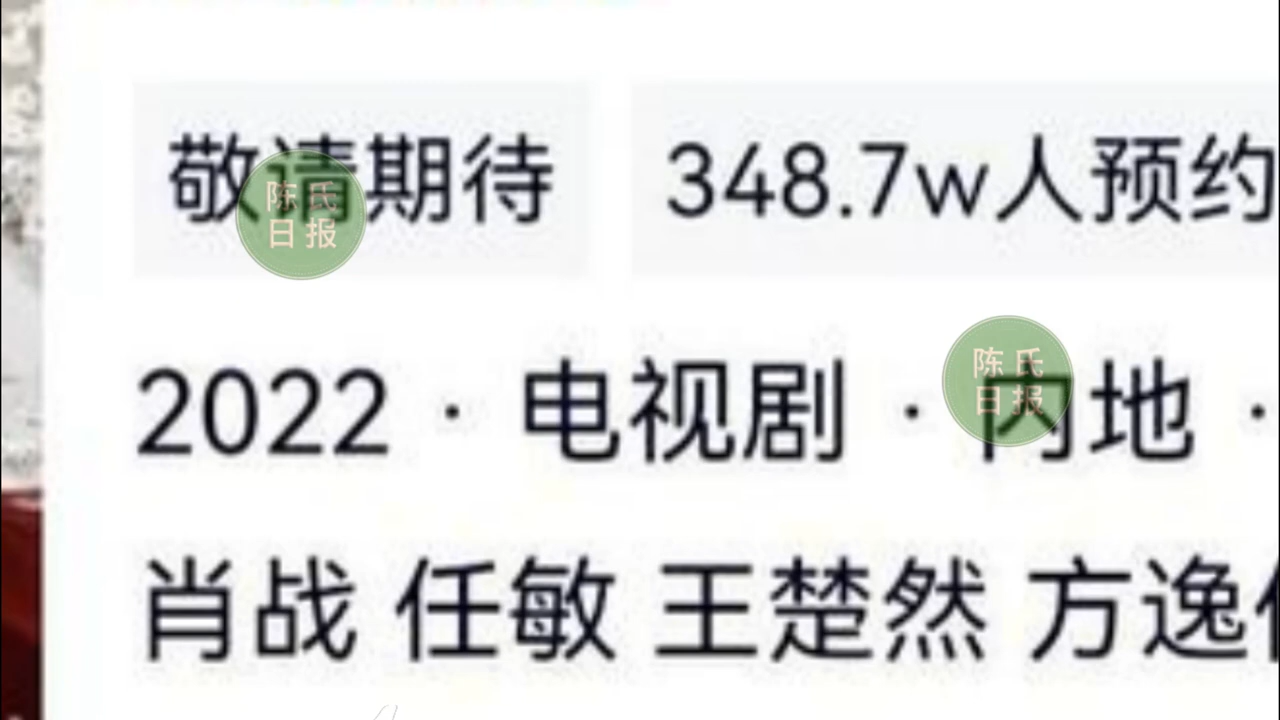 敬请期待 348.7w人预约
陈氏
日报
2022 · 电视剧 · 内地 ·
陈氏
日报
肖战 任敏 王楚然 方逸